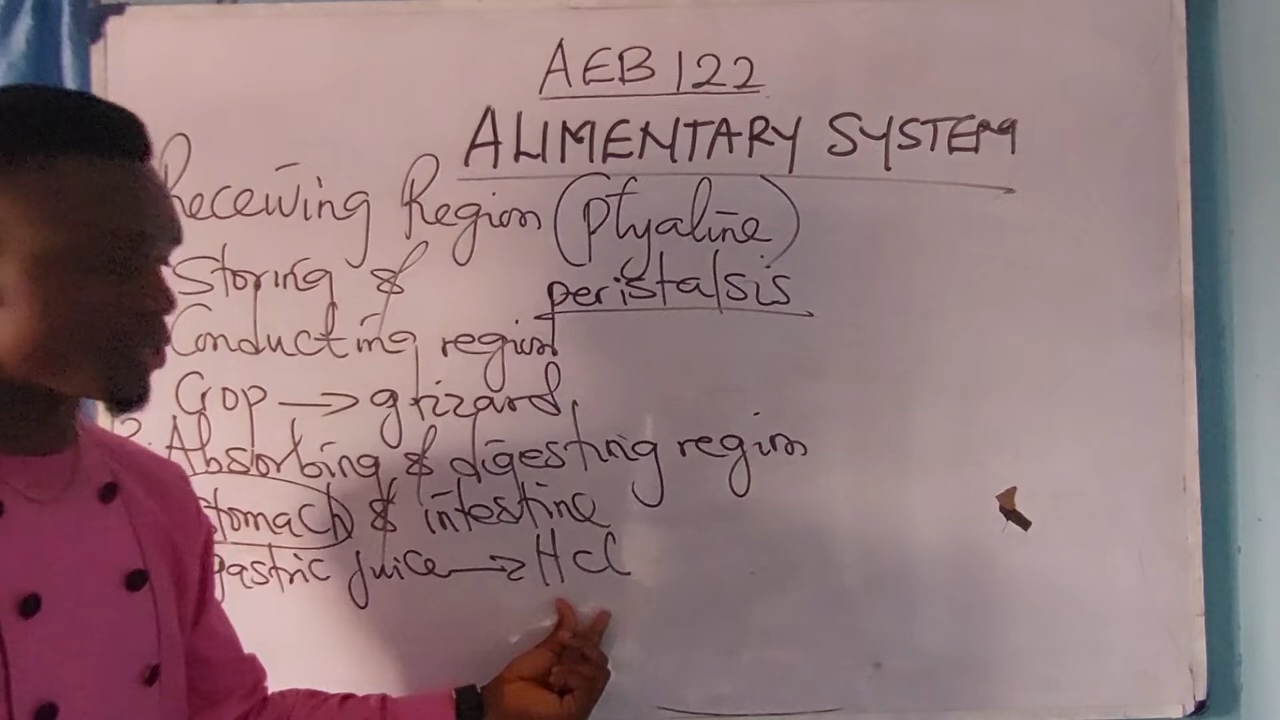 AEB 122
ALIMENTARY SYSTEM
Receiving Region (Ptyaline)
Storing & peristalsis
Conducting region
→ gizzard
Absorbing & digesting region
stomach & intestine
gastric juice → HCl